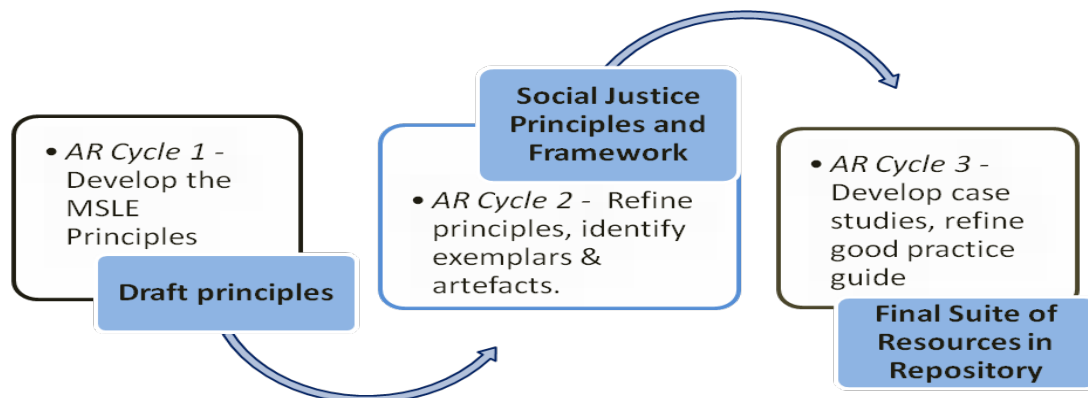 • AR Cycle 1 -
Develop the
MSLE
Principles
Draft principles
Social Justice
Principles and
Framework
• AR Cycle 2 - Refine
principles, identify
exemplars &
artefacts.
• AR Cycle 3 -
Develop case
studies, refine
good practice
guide
Final Suite of
Resources in
Repository